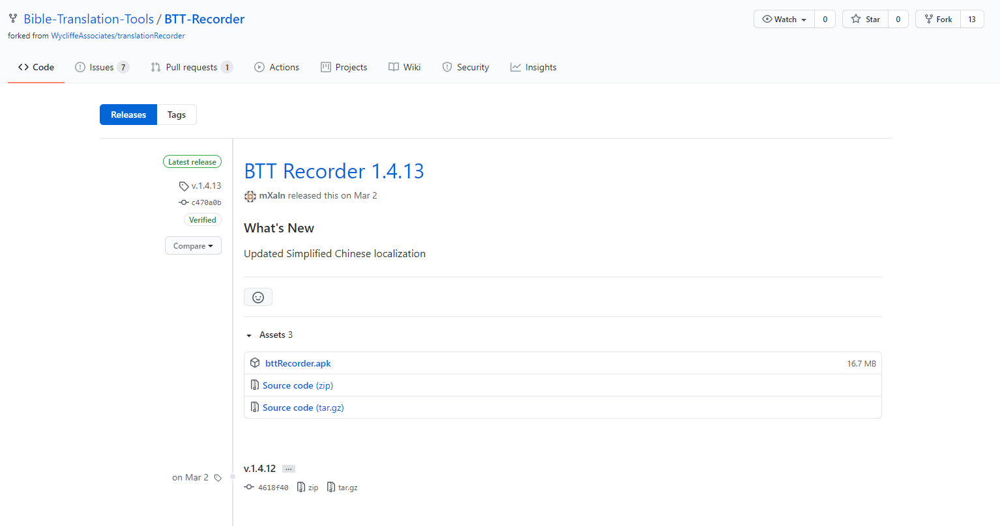 Bible-Translation-Tools / BTT-Recorder
Watch 0 Star 0 Fork 13
forked from WycliffeAssociates/translationRecorder
Code Issues 7 Pull requests 1 Actions Projects Wiki Security Insights
Releases Tags
Latest release
v.1.4.13
c470a0b
Verified
Compare
BTT Recorder 1.4.13
mXaln released this on Mar 2
What's New
Updated Simplified Chinese localization
Assets 3
bttRecorder.apk 16.7 MB
Source code (zip)
Source code (tar.gz)
on Mar 2
v.1.4.12 ...
4618f40 zip tar.gz